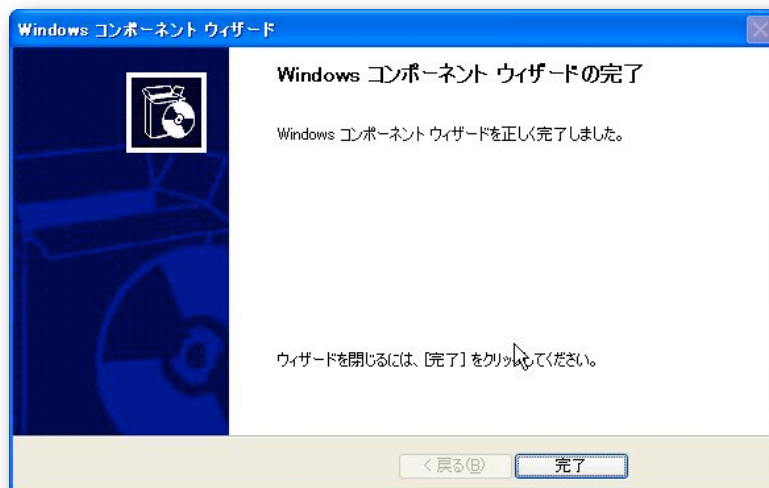 Windows コンポーネント ウィザード
Windows コンポーネント ウィザードの完了
Windows コンポーネント ウィザードを正しく完了しました。
ウィザードを閉じるには、[完了] をクリックしてください。
< 戻る(B)
完了